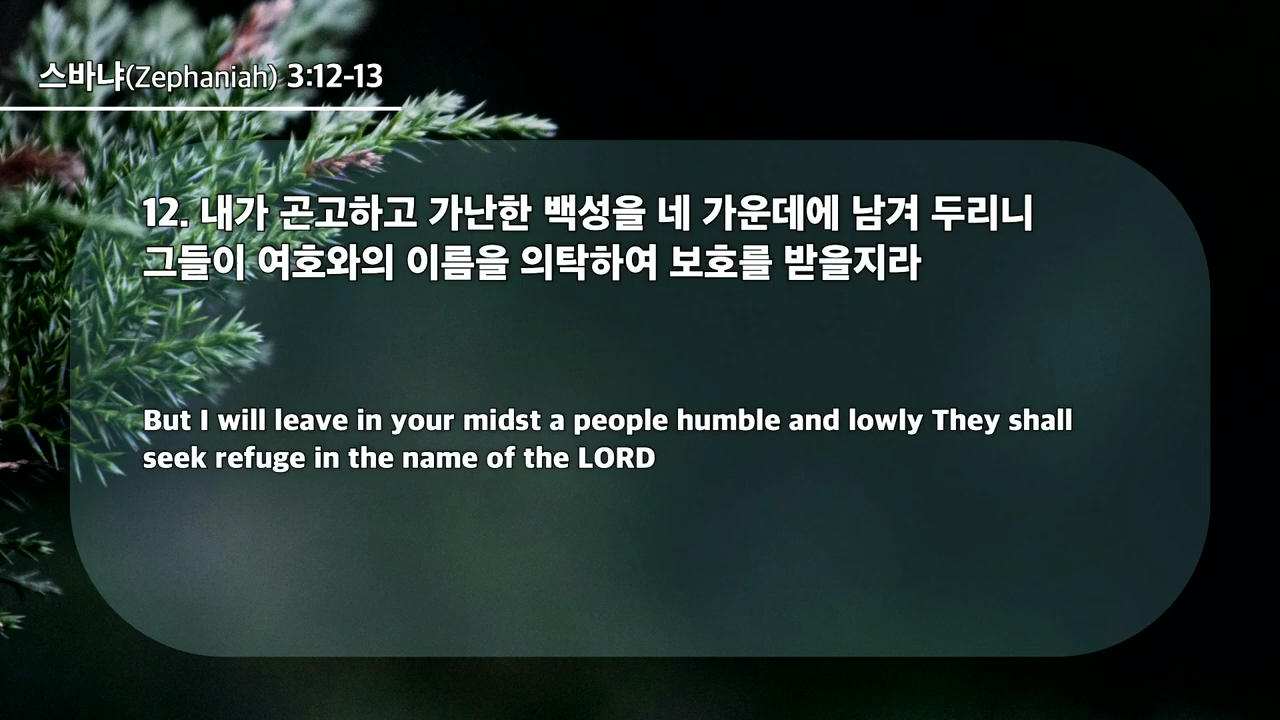 스바냐(Zephaniah) 3:12-13
12. 내가 곤고하고 가난한 백성을 네 가운데에 남겨 두리니
그들이 여호와의 이름을 의탁하여 보호를 받을지라
But I will leave in your midst a people humble and lowly They shall
seek refuge in the name of the LORD